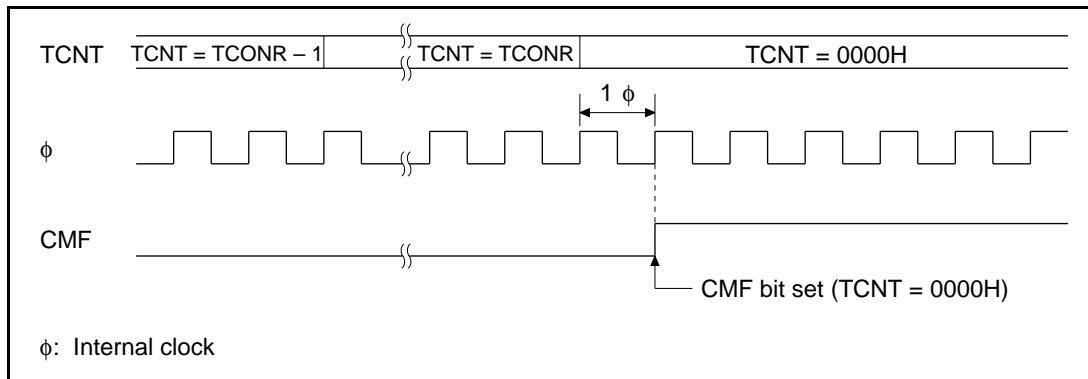 TCNT TCNT = TCONR – 1 TCNT = TCONR TCNT = 0000H
1 ϕ
ϕ
CMF
CMF bit set (TCNT = 0000H)
ϕ: Internal clock